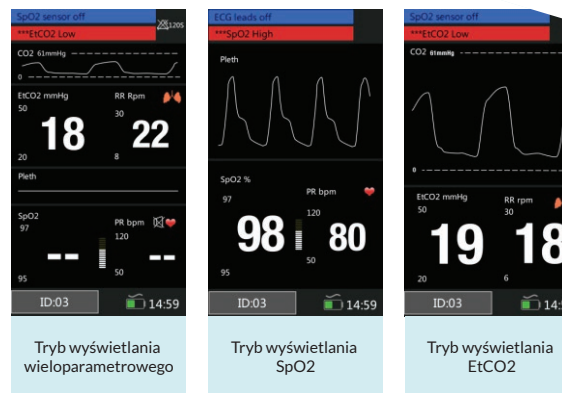 SpO2 sensor off
120S
***EtCO2 Low
CO2 61mmHg
0
EtCO2 mmHg RR Rpm
50 30
18 22
20 8
Pleth
SpO2 PR bpm
97 120
-- --
95 50
ID:03 14:59
Tryb wyświetlania
wieloparametrowego
ECG leads off
***SpO2 High
Pleth
SpO2 %
97 PR bpm
120
98 80
50
95
ID:03 14:59
Tryb wyświetlania
SpO2
SpO2 sensor off
***EtCO2 Low
CO2 61mmHg
0
EtCO2 mmHg RR rpm
50 30
19 18
20 6
ID:03 14:5
Tryb wyświetlania
EtCO2